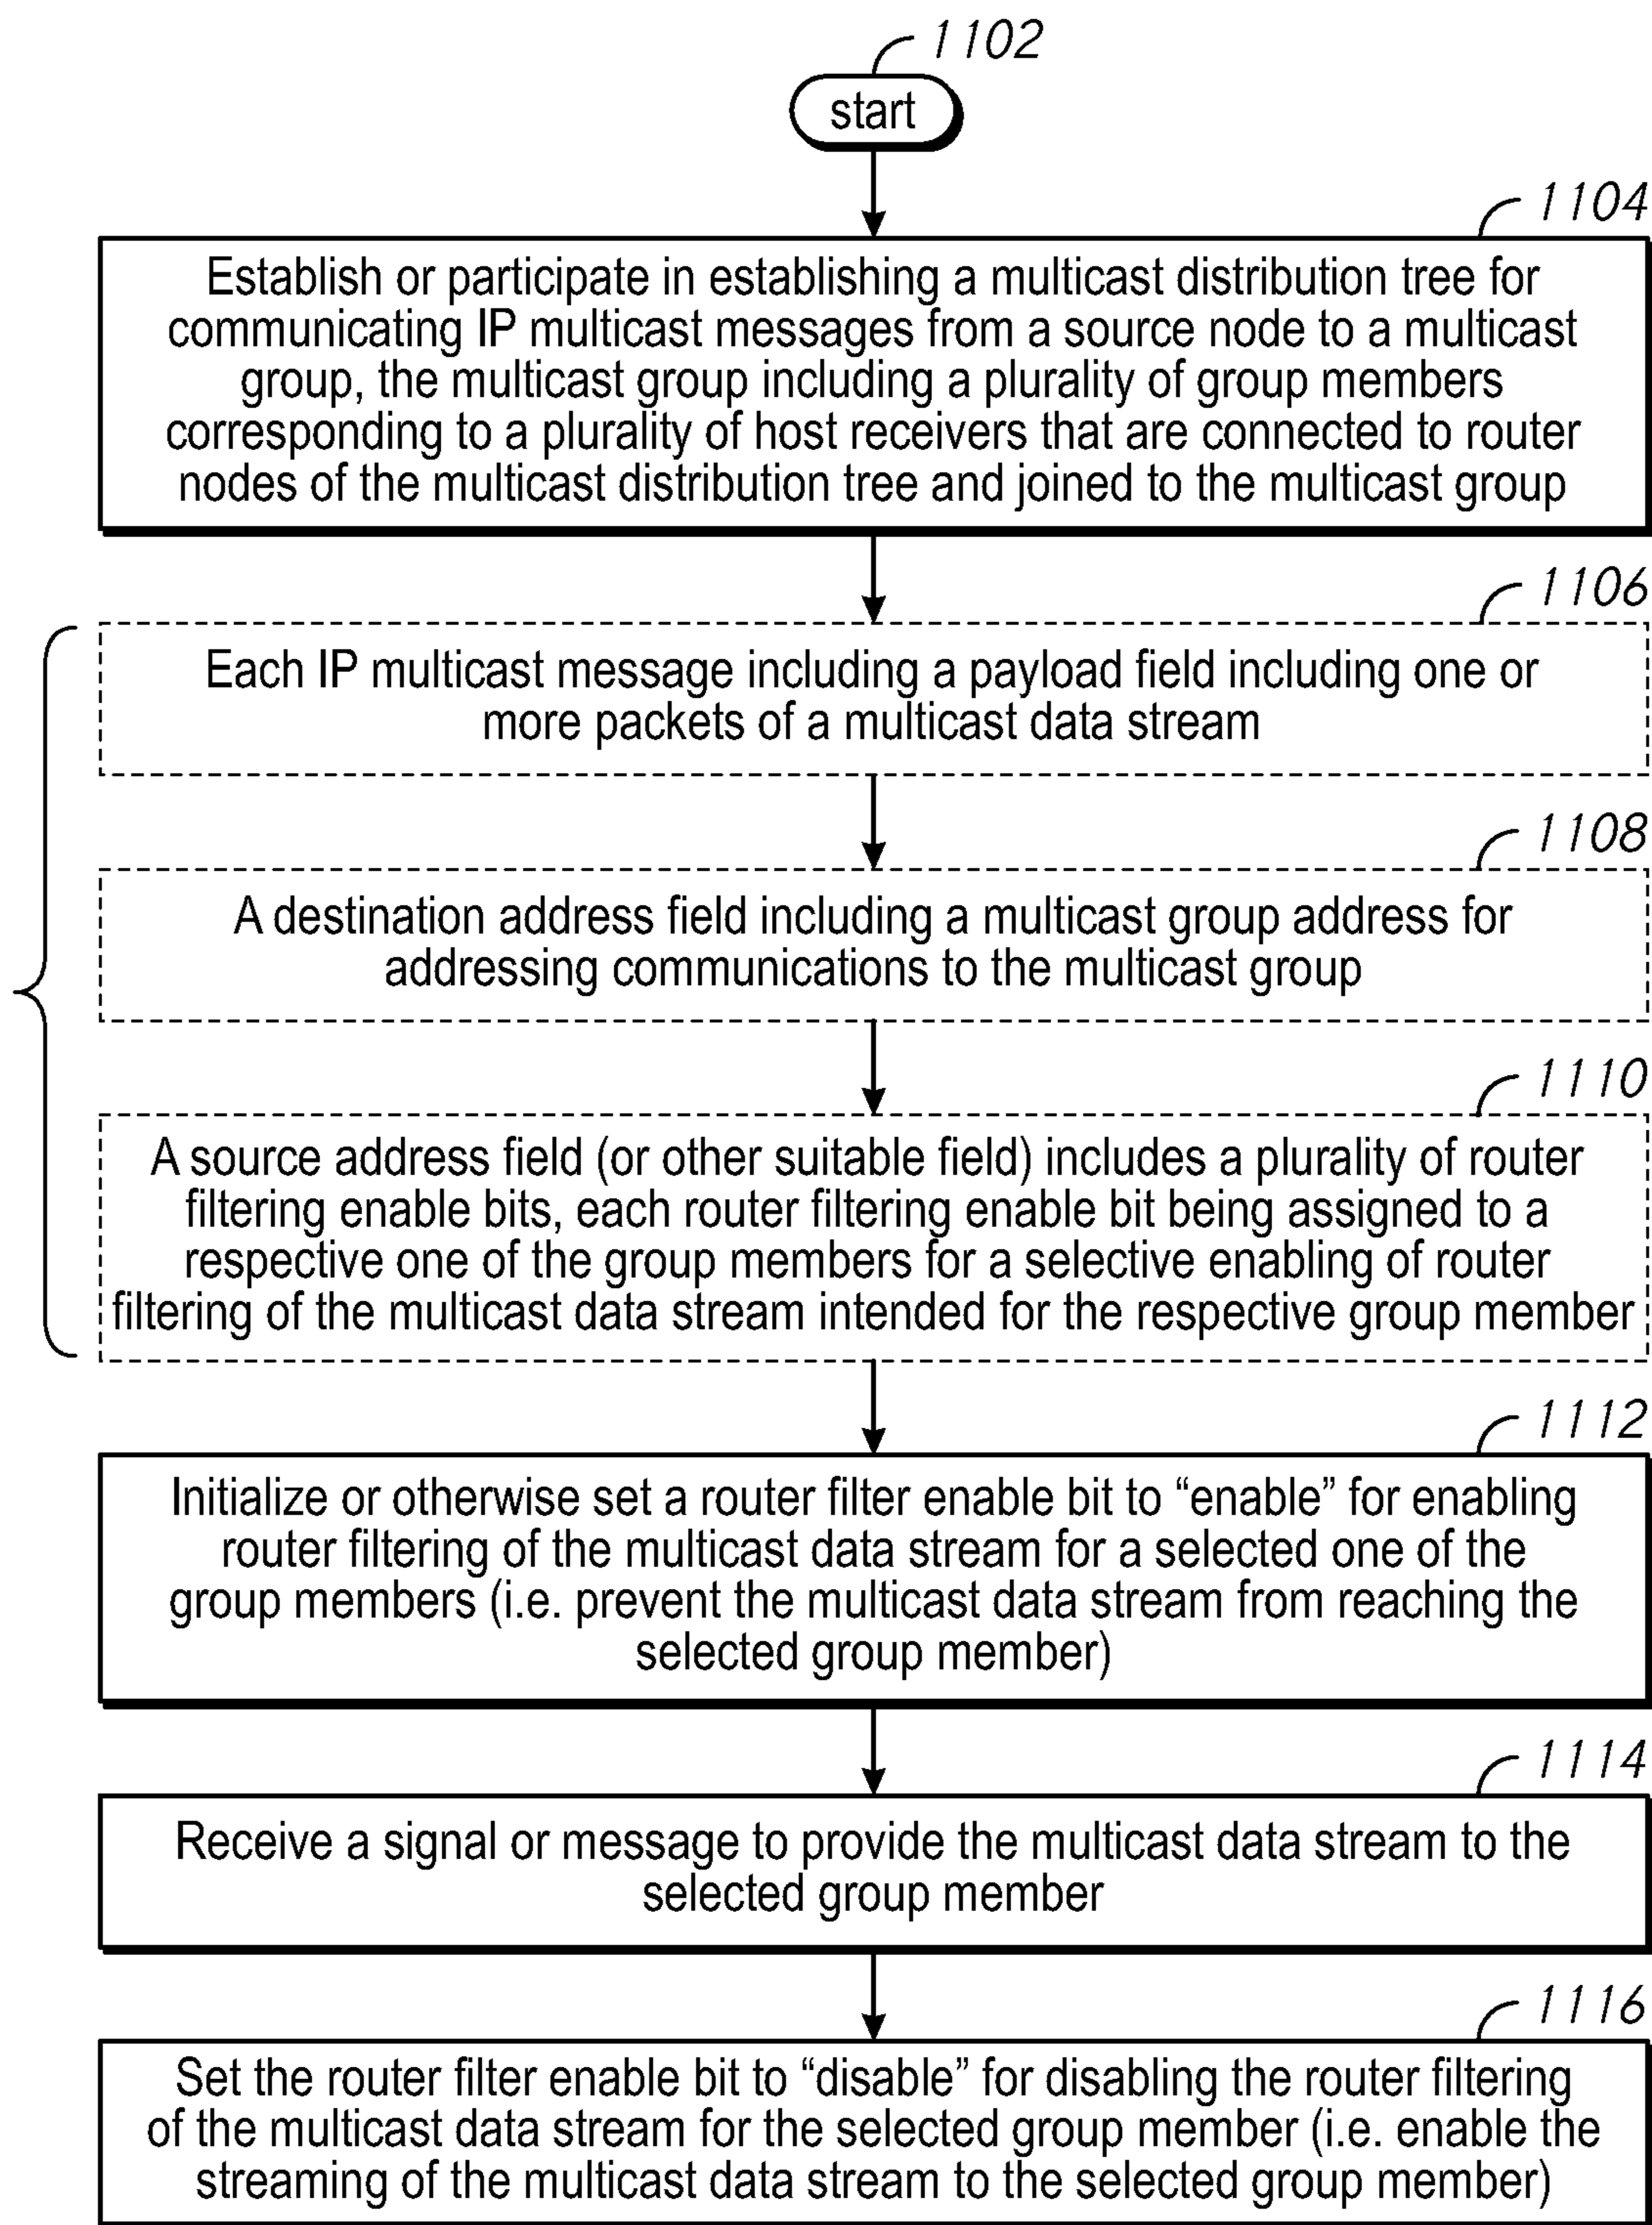 1102
start
1104
Establish or participate in establishing a multicast distribution tree for
communicating IP multicast messages from a source node to a multicast
group, the multicast group including a plurality of group members
corresponding to a plurality of host receivers that are connected to router
nodes of the multicast distribution tree and joined to the multicast group
1106
Each IP multicast message including a payload field including one or
more packets of a multicast data stream
1108
A destination address field including a multicast group address for
addressing communications to the multicast group
1110
A source address field (or other suitable field) includes a plurality of router
filtering enable bits, each router filtering enable bit being assigned to a
respective one of the group members for a selective enabling of router
filtering of the multicast data stream intended for the respective group member
1112
Initialize or otherwise set a router filter enable bit to “enable” for enabling
router filtering of the multicast data stream for a selected one of the
group members (i.e. prevent the multicast data stream from reaching the
selected group member)
1114
Receive a signal or message to provide the multicast data stream to the
selected group member
1116
Set the router filter enable bit to “disable” for disabling the router filtering
of the multicast data stream for the selected group member (i.e. enable the
streaming of the multicast data stream to the selected group member)